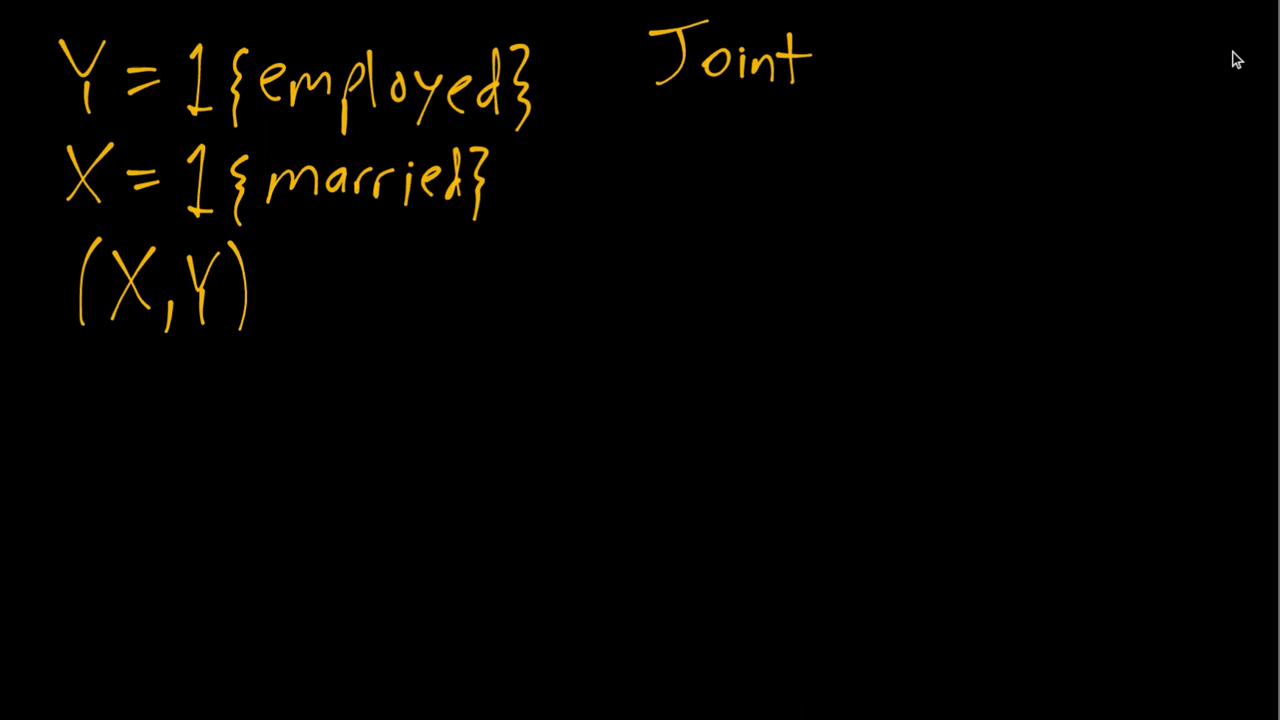 Y = 1{employed}
X = 1{married}
(X,Y)
Joint